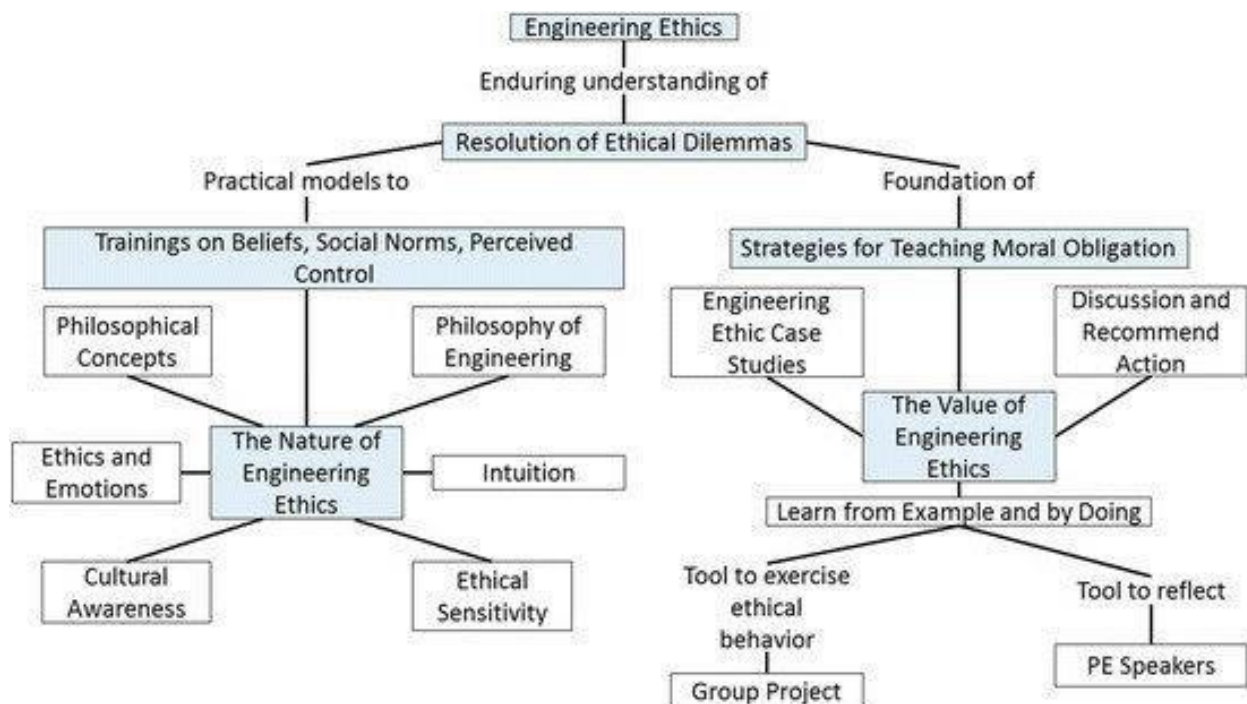 Engineering Ethics
Enduring understanding of
Resolution of Ethical Dilemmas
Practical models to
Foundation of
Trainings on Beliefs, Social Norms, Perceived
Control
Strategies for Teaching Moral Obligation
Philosophical
Concepts
Philosophy of
Engineering
Engineering
Ethic Case
Studies
Discussion and
Recommend
Action
The Nature of
Engineering
Ethics
The Value of
Engineering
Ethics
Ethics and
Emotions
Intuition
Learn from Example and by Doing
Cultural
Awareness
Ethical
Sensitivity
Tool to exercise
ethical
behavior
Tool to reflect
Group Project
PE Speakers